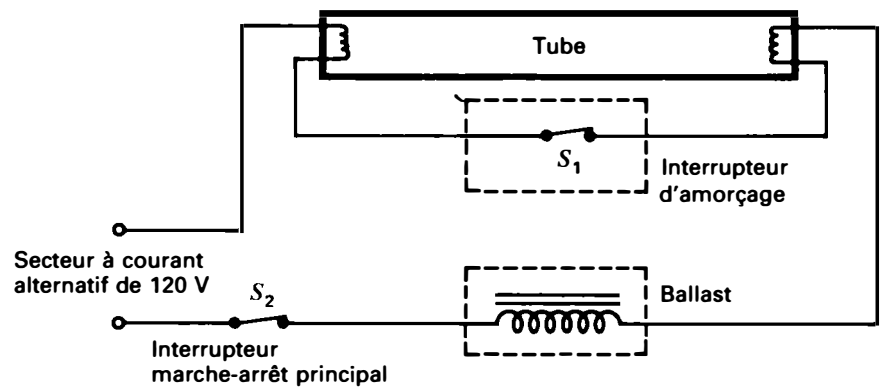 Tube
S₁
Interrupteur
d'amorçage
Secteur à courant
alternatif de 120 V
S₂
Ballast
Interrupteur
marche-arrêt principal